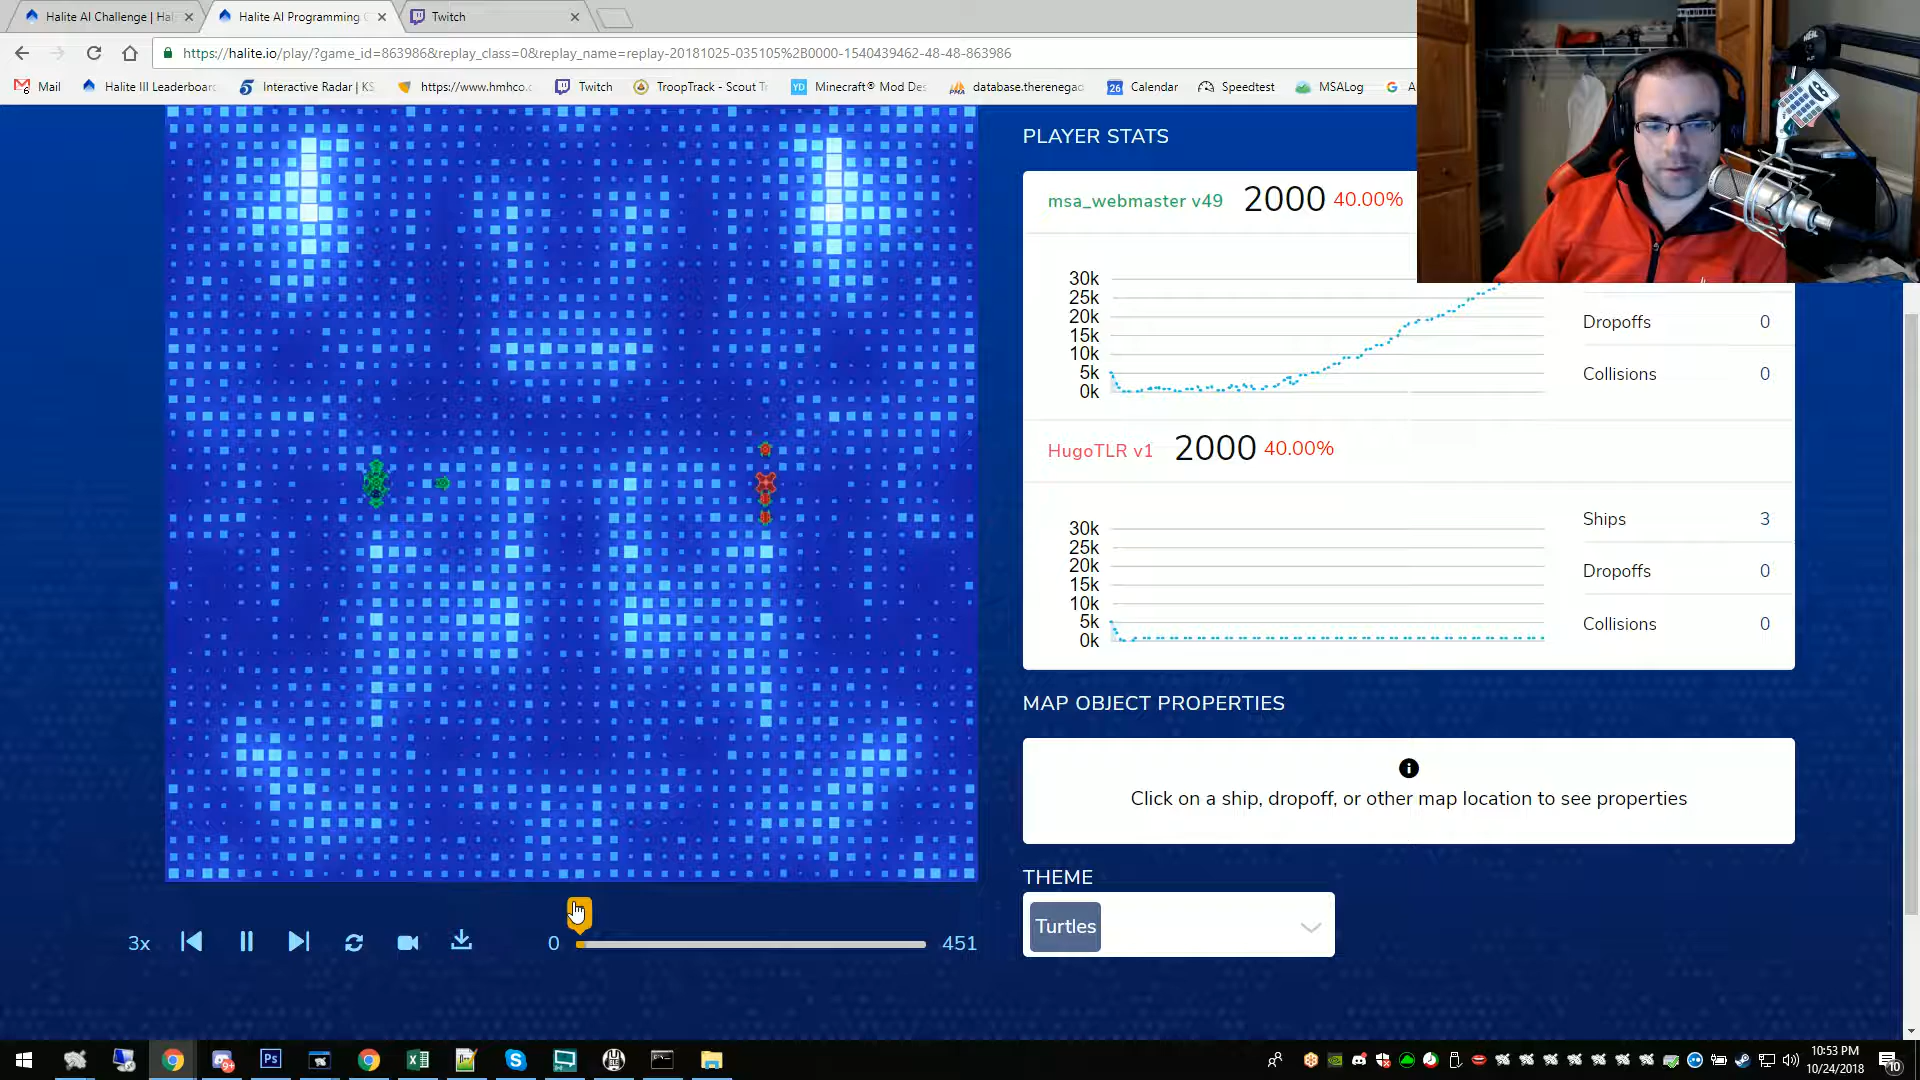 Halite AI Challenge | Hal
Halite AI Programming C
Twitch
https://halite.io/play/?game_id=863986&replay_class=0&replay_name=replay-20181025-035105%2B0000-1540439462-48-48-863986
Mail
Halite III Leaderboar
Interactive Radar | KS
https://www.hmhco.
Twitch
TroopTrack - Scout T
Minecraft® Mod Des
database.therenegad
26 Calendar
Speedtest
MSALog
PLAYER STATS
msa_webmaster v49 2000 40.00%
30k
25k
20k
15k
10k
5k
0k
Dropoffs 0
Collisions 0
HugoTLR v1 2000 40.00%
30k
25k
20k
15k
10k
5k
0k
Ships 3
Dropoffs 0
Collisions 0
MAP OBJECT PROPERTIES
Click on a ship, dropoff, or other map location to see properties
THEME
Turtles
3x
0
451
10:53 PM
10/24/2018
10